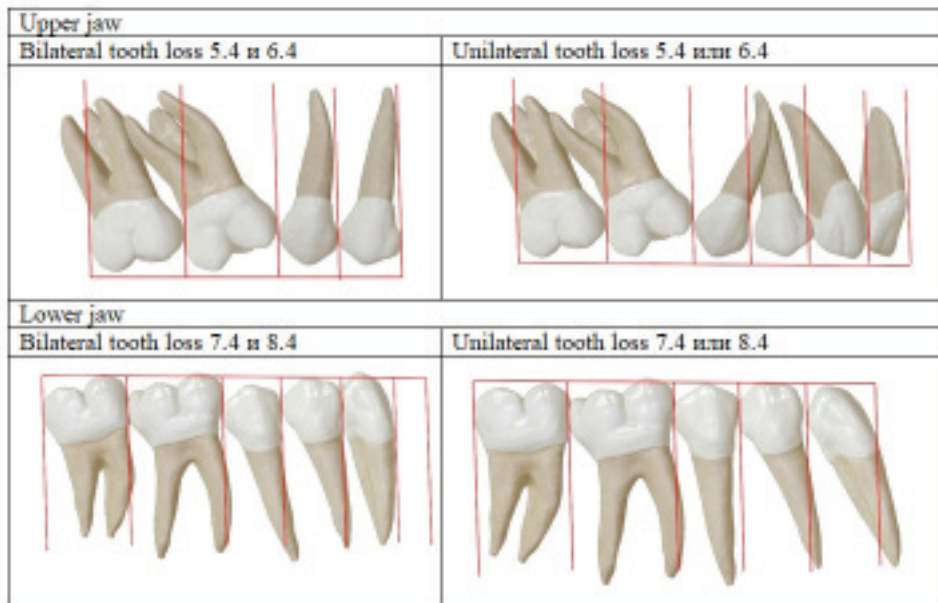 Upper jaw
Bilateral tooth loss 5.4 и 6.4
Unilateral tooth loss 5.4 или 6.4
Lower jaw
Bilateral tooth loss 7.4 и 8.4
Unilateral tooth loss 7.4 или 8.4